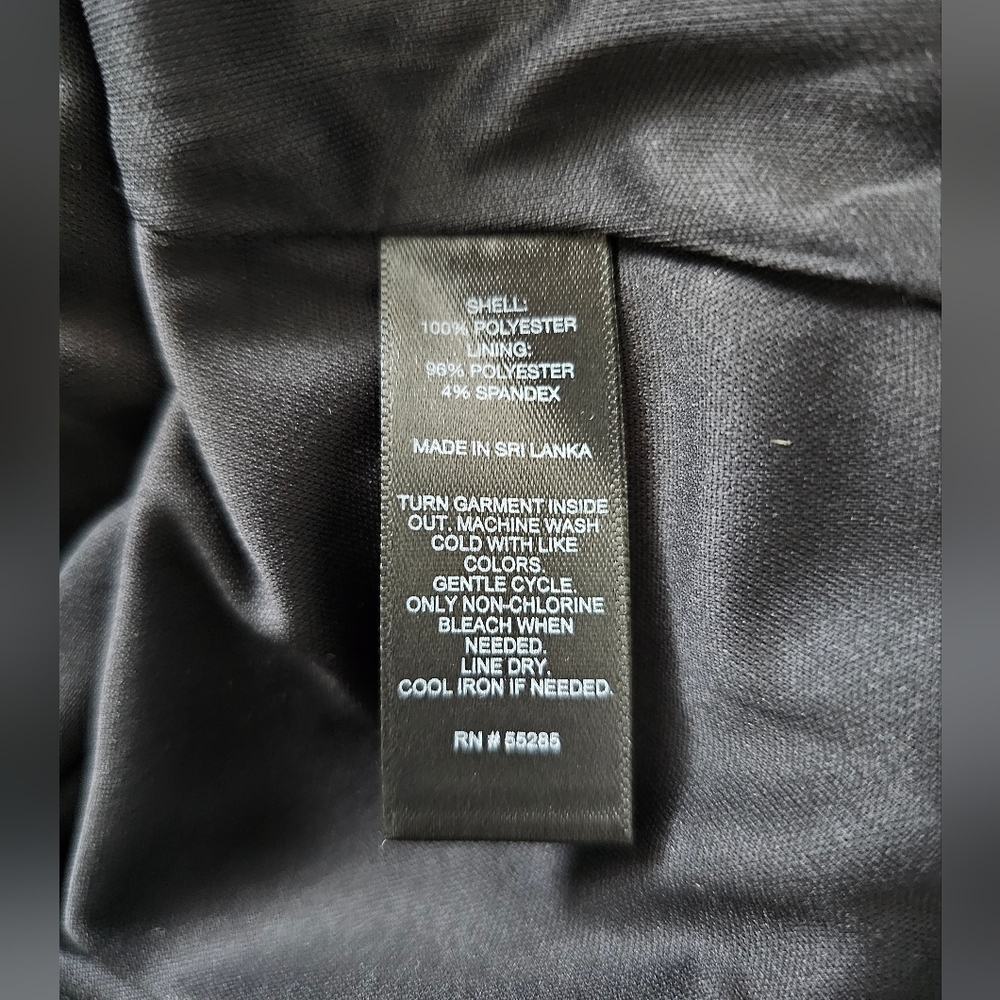 SHELL:
100% POLYESTER
LINING:
96% POLYESTER
4% SPANDEX
MADE IN SRI LANKA
TURN GARMENT INSIDE
OUT. MACHINE WASH
COLD WITH LIKE
COLORS.
GENTLE CYCLE.
ONLY NON-CHLORINE
BLEACH WHEN
NEEDED.
LINE DRY.
COOL IRON IF NEEDED.
RN # 55285